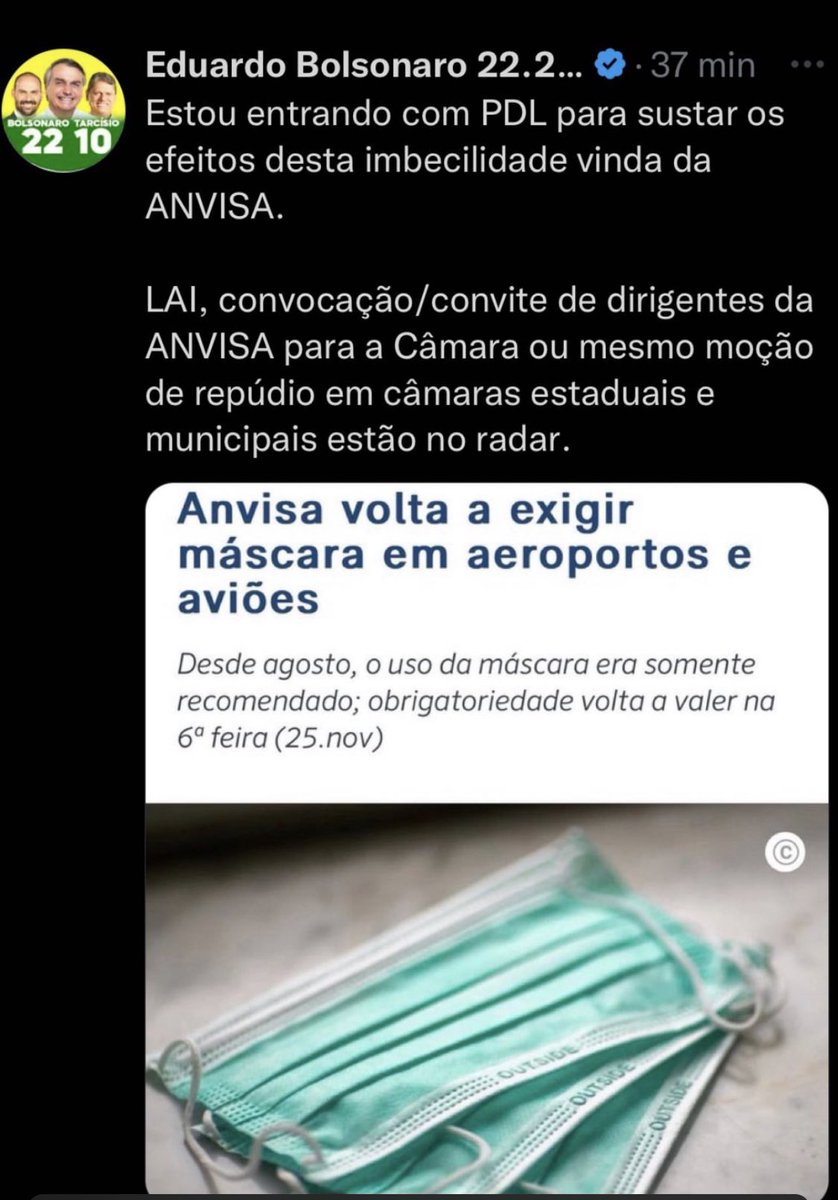 Eduardo Bolsonaro 22.2... · 37 min
BOLSONARO TARCÍSIO
22 10
Estou entrando com PDL para sustar os
efeitos desta imbecilidade vinda da
ANVISA.
LAI, convocação/convite de dirigentes da
ANVISA para a Câmara ou mesmo moção
de repúdio em câmaras estaduais e
municipais estão no radar.
Anvisa volta a exigir
máscara em aeroportos e
aviões
Desde agosto, o uso da máscara era somente
recomendado; obrigatoriedade volta a valer na
6ª feira (25.nov)
©
OUTSIDE
OUTSIDE
OUTSIDE